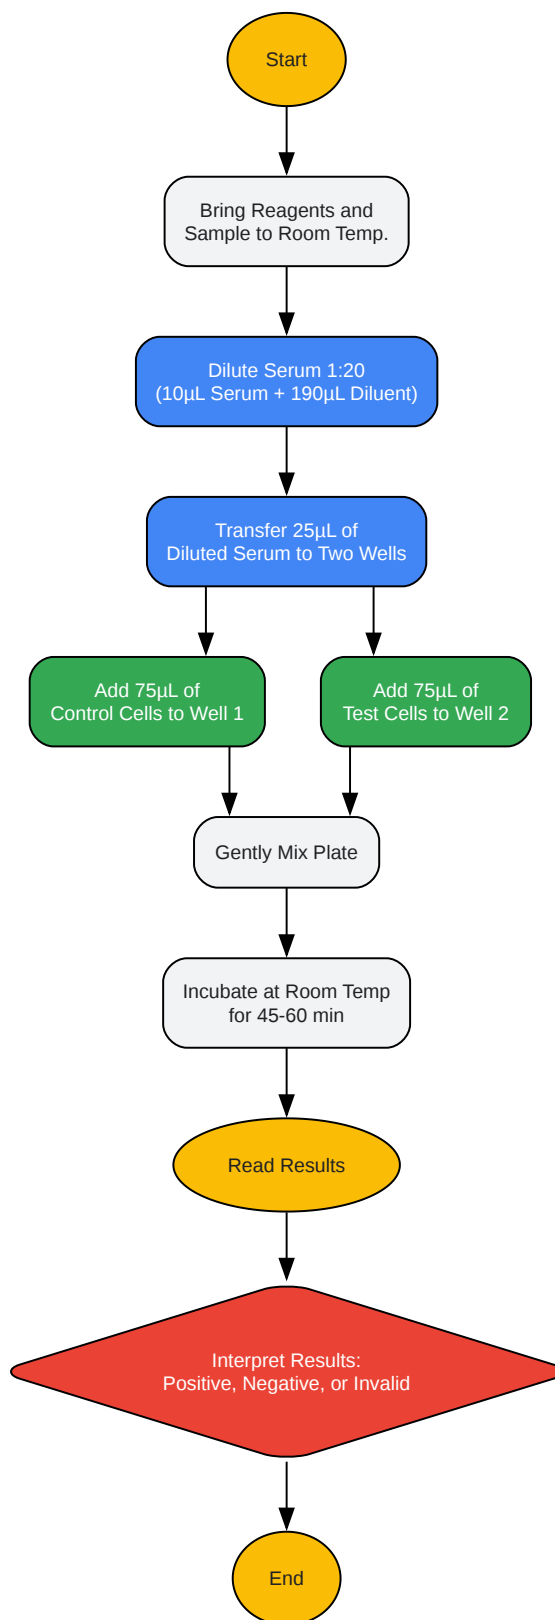 Start
Bring Reagents and
Sample to Room Temp.
Dilute Serum 1:20
(10µL Serum + 190µL Diluent)
Transfer 25µL of
Diluted Serum to Two Wells
Add 75µL of
Control Cells to Well 1
Add 75µL of
Test Cells to Well 2
Gently Mix Plate
Incubate at Room Temp
for 45-60 min
Read Results
Interpret Results:
Positive, Negative, or Invalid
End